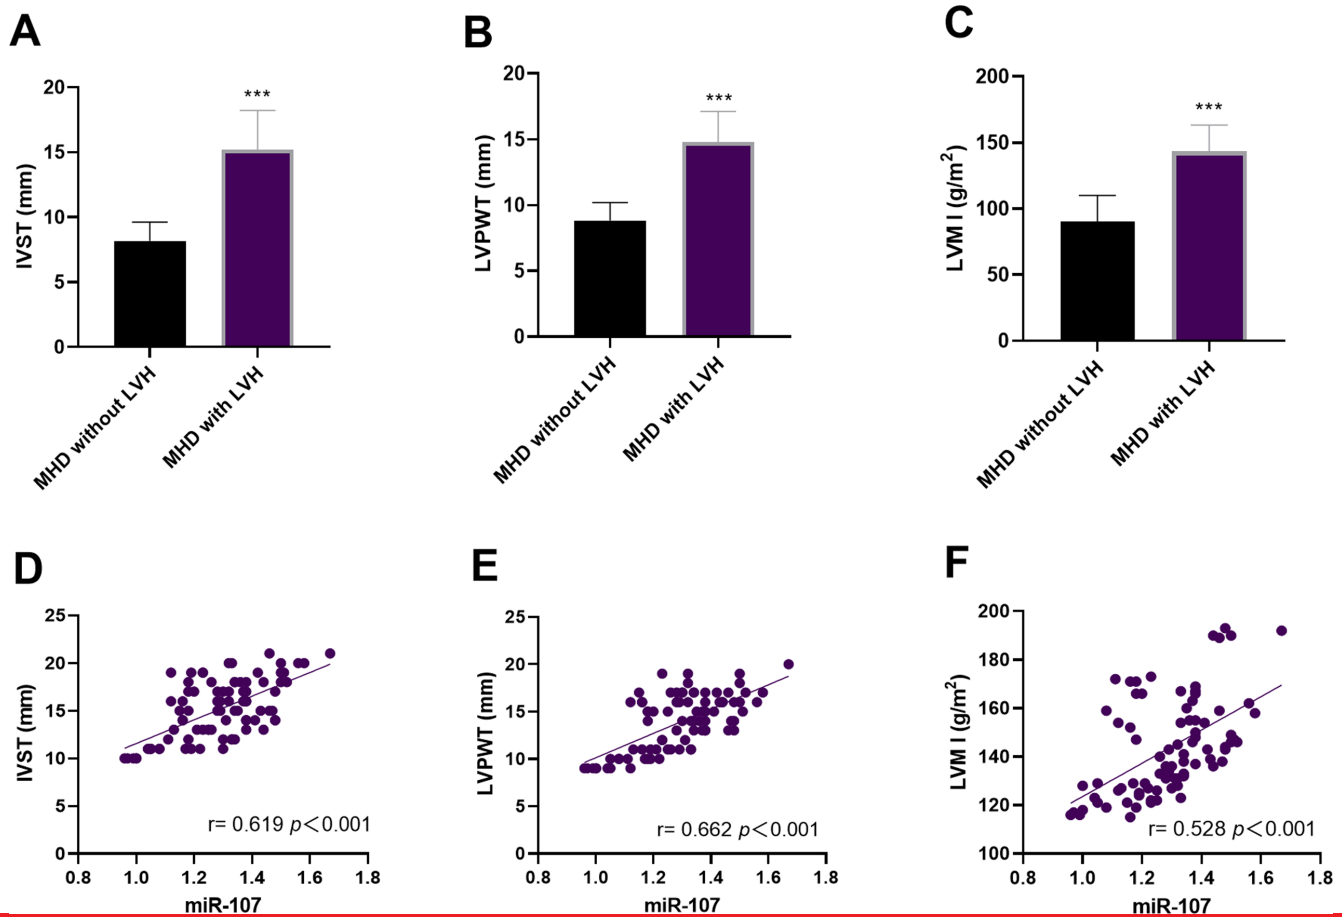 A
IVST (mm)
20
15
10
5
0
***
MHD without LVH
MHD with LVH
B
LVPWT (mm)
20
15
10
5
0
***
MHD without LVH
MHD with LVH
C
LVM I (g/m²)
200
150
100
50
0
***
MHD without LVH
MHD with LVH
D
IVST (mm)
25
20
15
10
5
0
r= 0.619 p<0.001
0.8 1.0 1.2 1.4 1.6 1.8
miR-107
E
LVPWT (mm)
25
20
15
10
5
0
r= 0.662 p<0.001
0.8 1.0 1.2 1.4 1.6 1.8
miR-107
F
LVM I (g/m²)
200
180
160
140
120
100
r= 0.528 p<0.001
0.8 1.0 1.2 1.4 1.6 1.8
miR-107